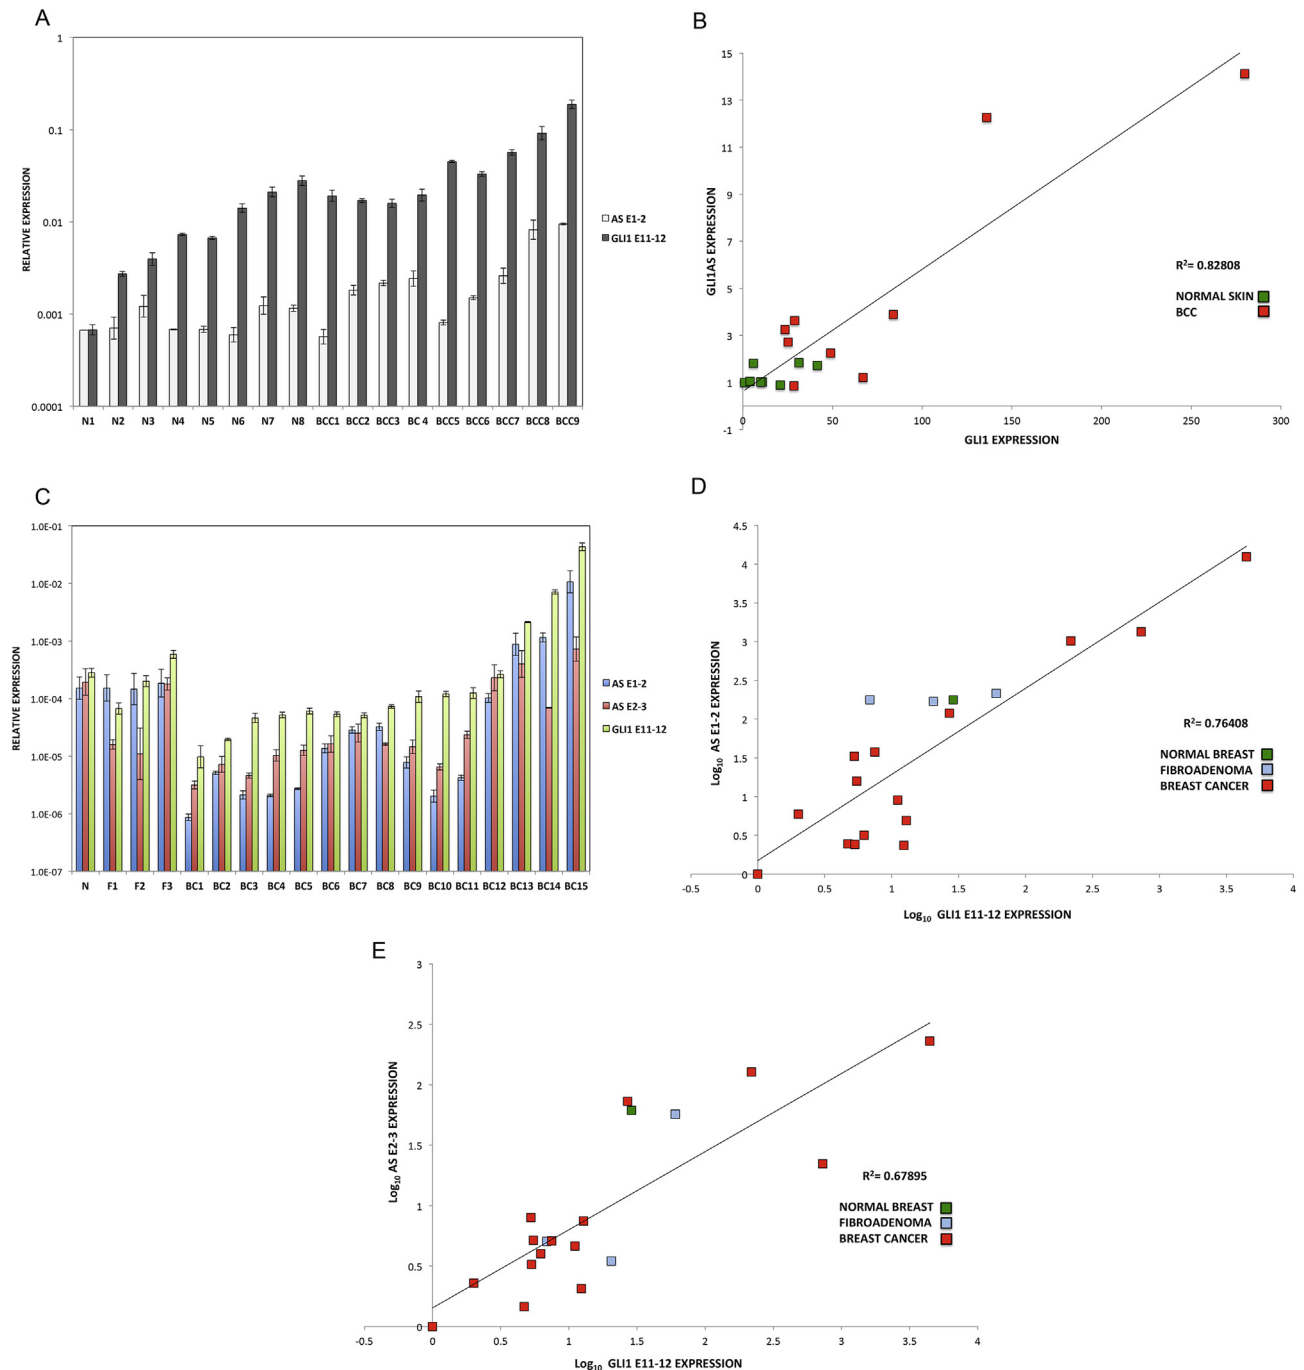 A
1
0.1
0.01
0.001
0.0001
RELATIVE EXPRESSION
N1 N2 N3 N4 N5 N6 N7 N8 BCC1 BCC2 BCC3 BC 4 BCC5 BCC6 BCC7 BCC8 BCC9
AS E1-2
GLI1 E11-12
B
15
13
11
9
7
5
3
1
-1
GLI1AS EXPRESSION
0 50 100 150 200 250 300
GLI1 EXPRESSION
R2= 0.82808
NORMAL SKIN
BCC
C
1.0E-01
1.0E-02
1.0E-03
1.0E-04
1.0E-05
1.0E-06
1.0E-07
RELATIVE EXPRESSION
N F1 F2 F3 BC1 BC2 BC3 BC4 BC5 BC6 BC7 BC8 BC9 BC10 BC11 BC12 BC13 BC14 BC15
AS E1-2
AS E2-3
GLI1 E11-12
D
4.5
4
3.5
3
2.5
2
1.5
1
0.5
0
Log10 AS E1-2 EXPRESSION
-0.5 0 0.5 1 1.5 2 2.5 3 3.5 4
Log10 GLI1 E11-12 EXPRESSION
R2= 0.76408
NORMAL BREAST
FIBROADENOMA
BREAST CANCER
E
3
2.5
2
1.5
1
0.5
0
Log10 AS E2-3 EXPRESSION
-0.5 0 0.5 1 1.5 2 2.5 3 3.5 4
Log10 GLI1 E11-12 EXPRESSION
R2= 0.67895
NORMAL BREAST
FIBROADENOMA
BREAST CANCER